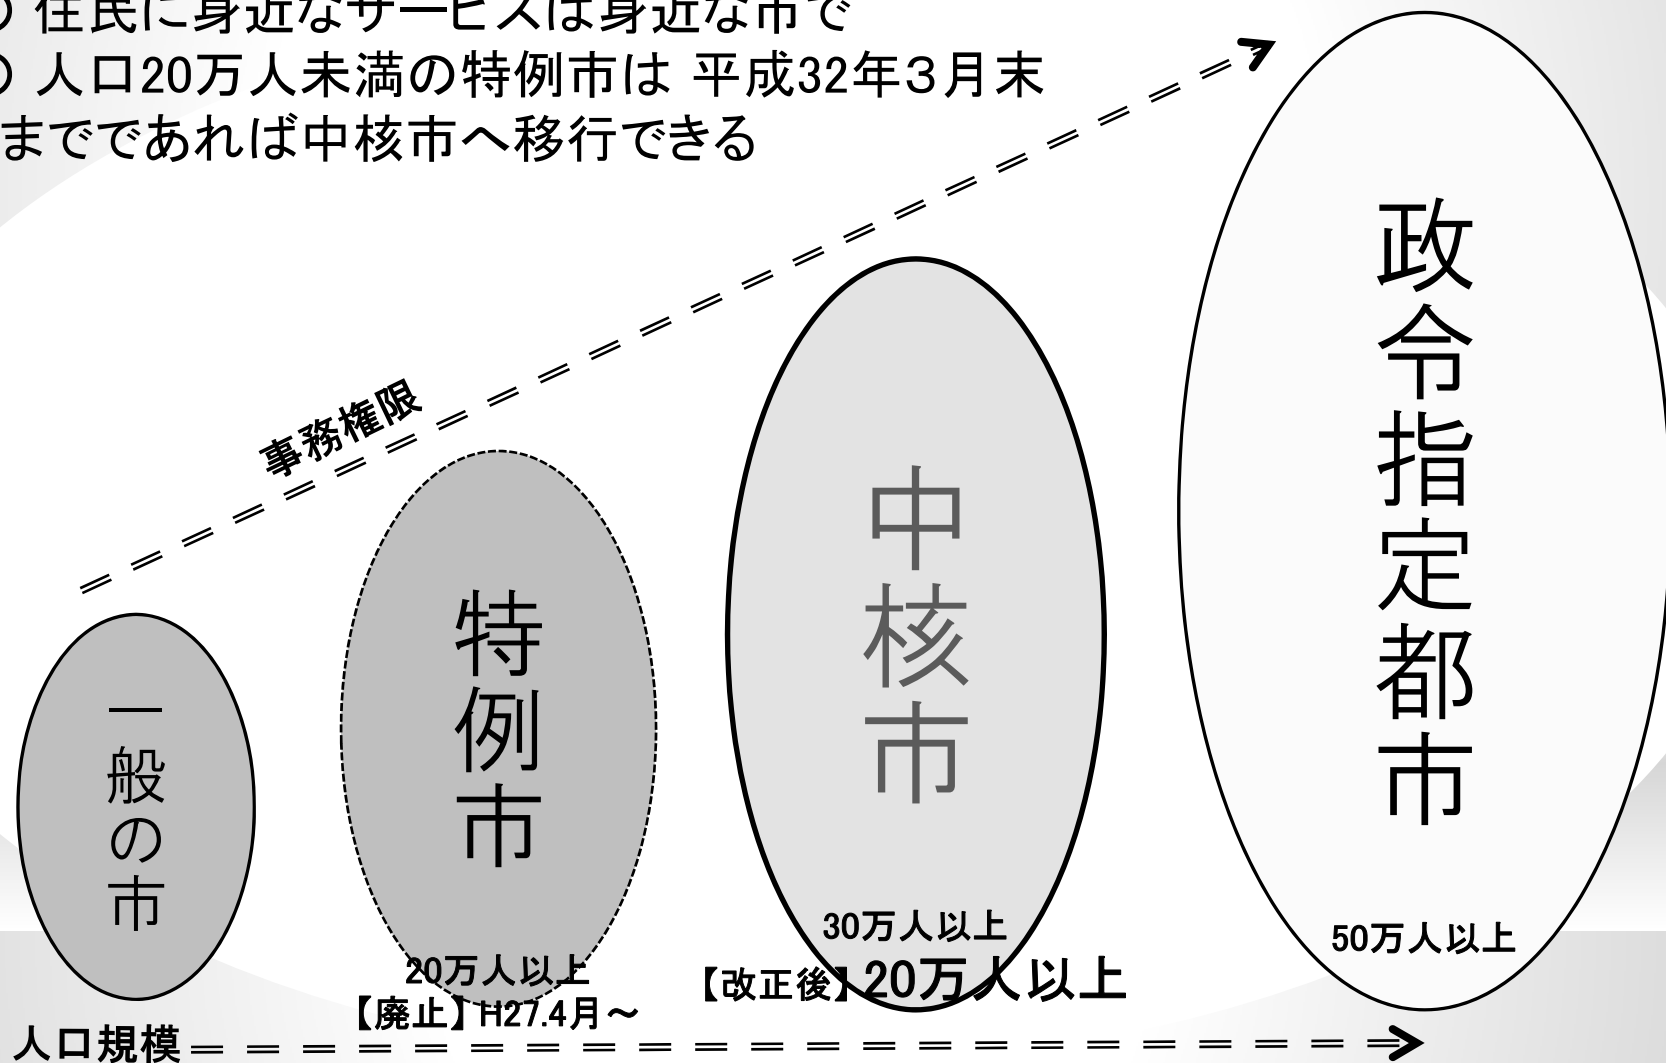 住民に身近なサービスは身近な市で
人口20万人未満の特例市は 平成32年３月末
までであれば中核市へ移行できる
事務権限
一般の市
特例市
20万人以上
【廃止】H27.4月～
中核市
30万人以上
【改正後】20万人以上
政令指定都市
50万人以上
人口規模